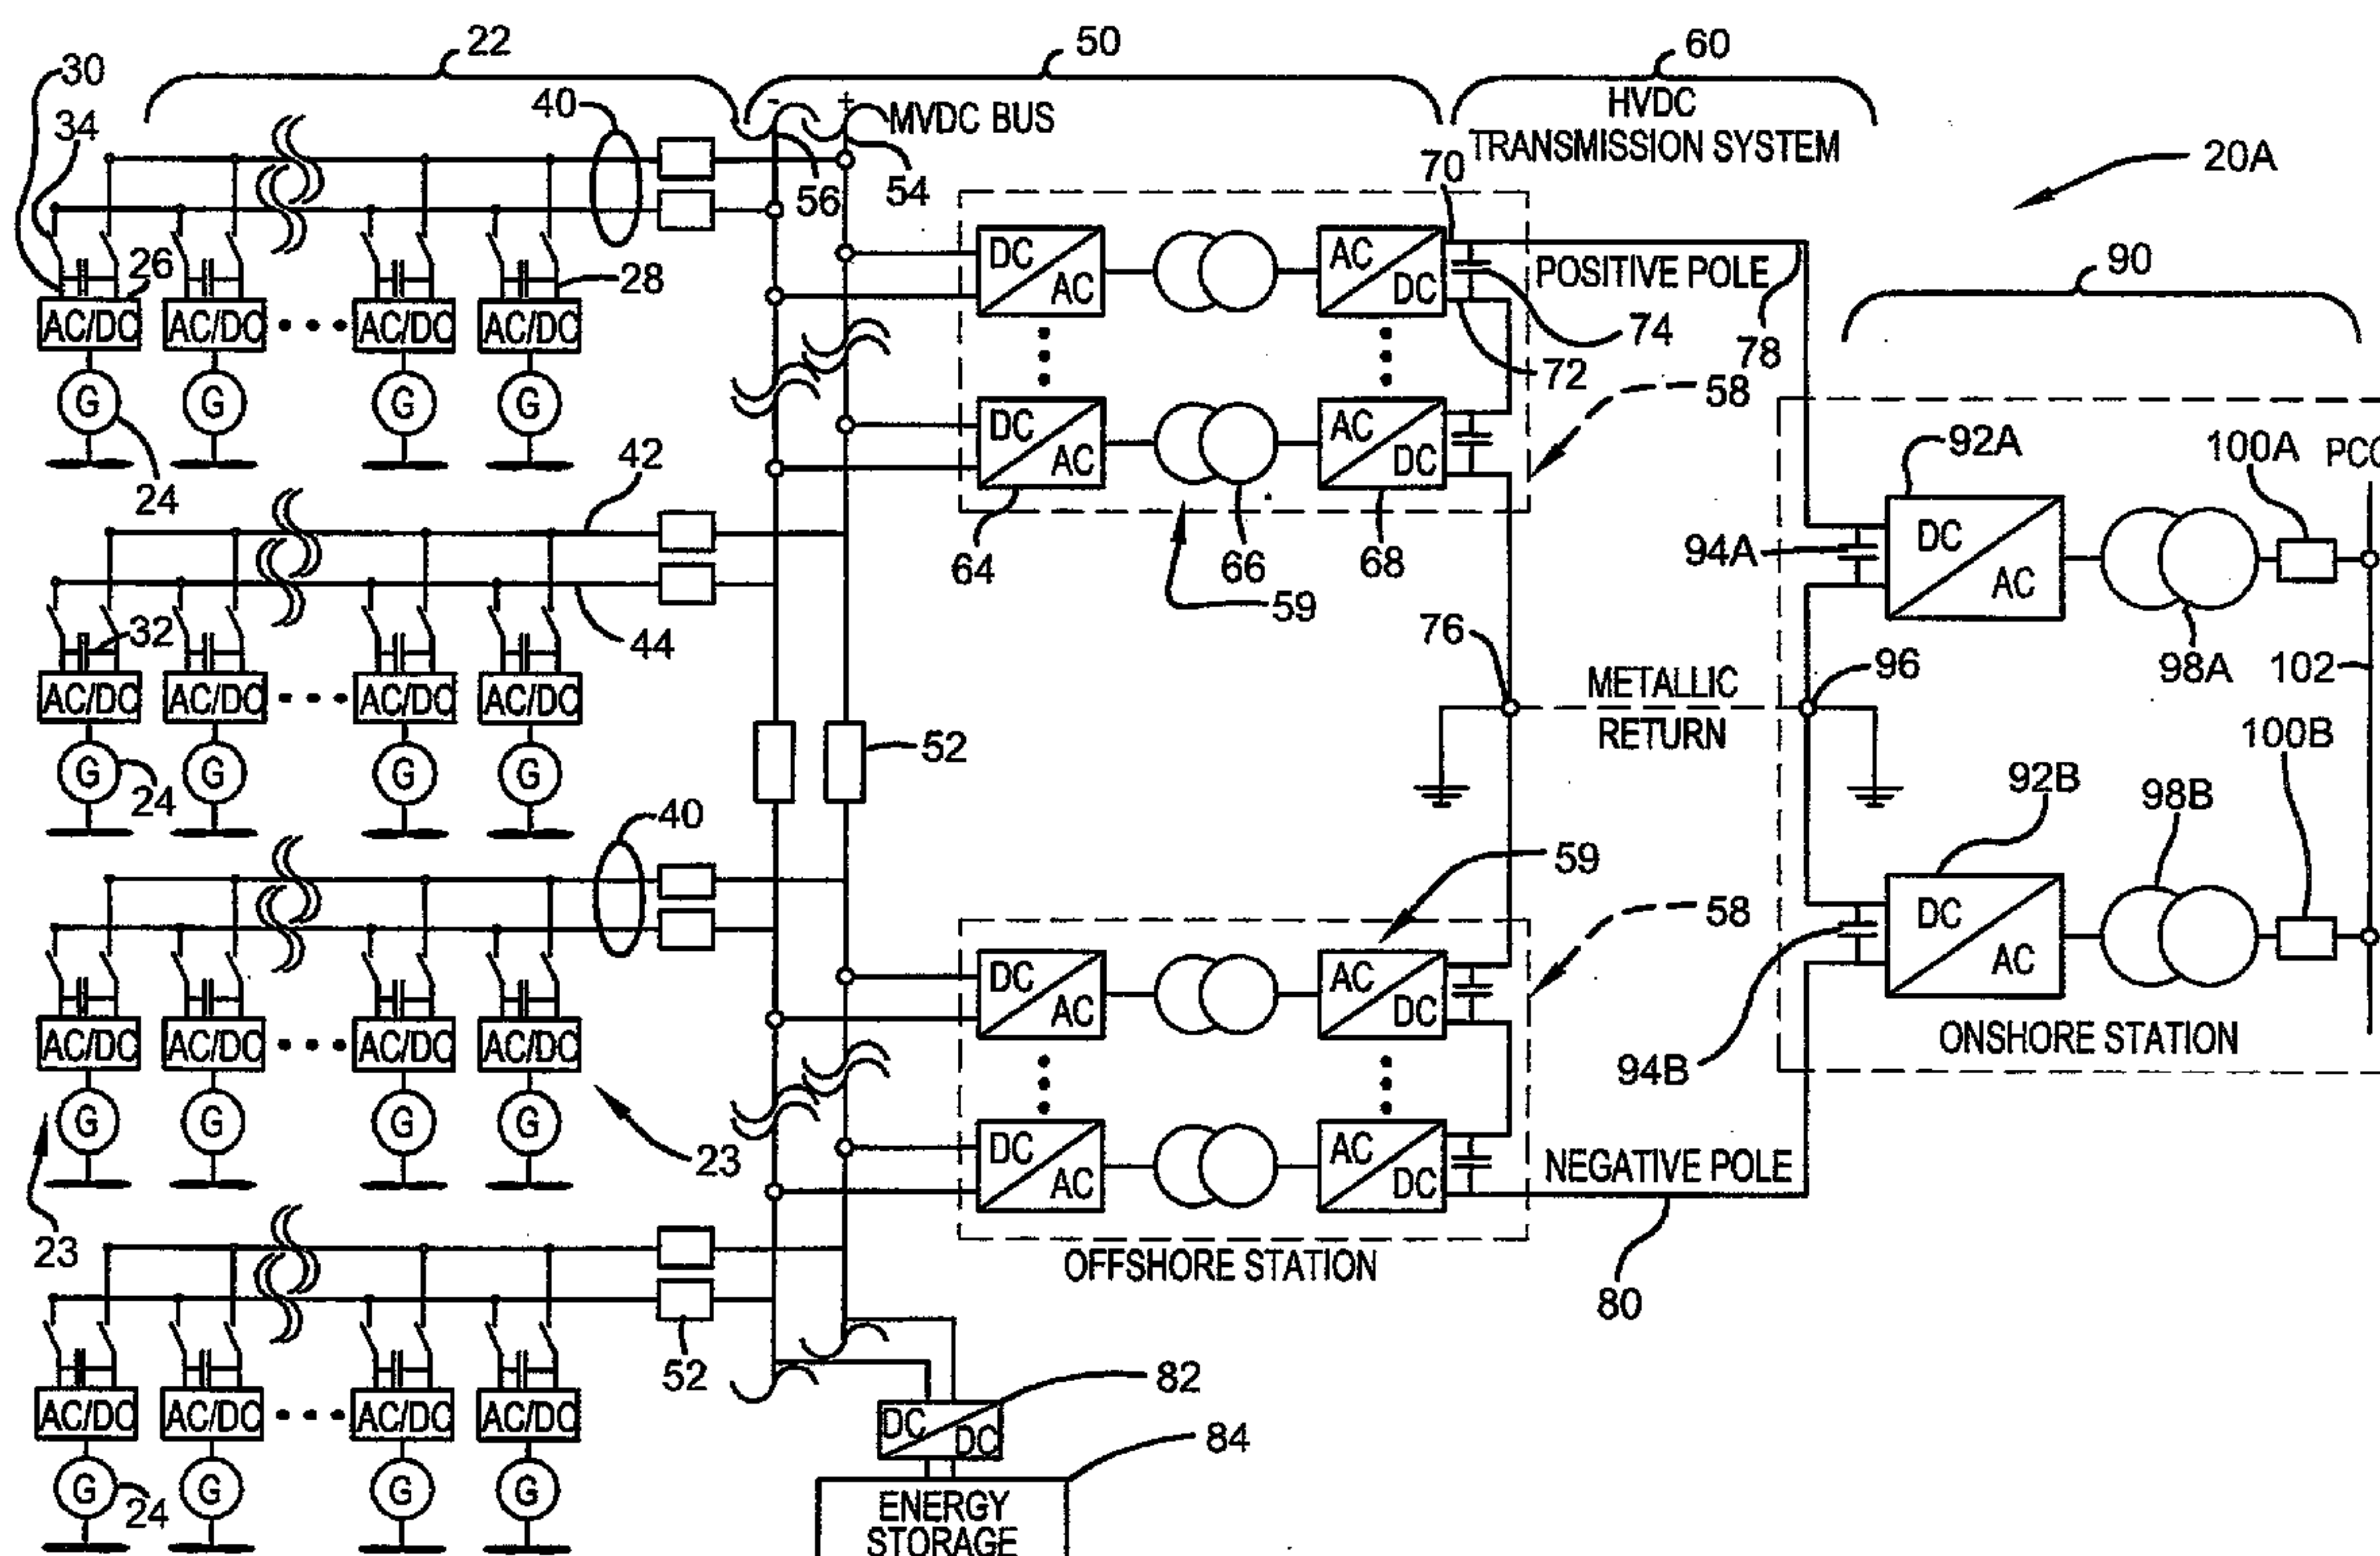 22
50
60
30
40
- +
MVDC BUS
HVDC
TRANSMISSION SYSTEM
34
70
20A
56
54
26
28
DC
AC
AC
DC
POSITIVE POLE
90
AC/DC AC/DC AC/DC AC/DC
74
78
72
58
G G G G
DC
AC
AC
DC
92A
100A
24
42
94A
DC
AC
64
66
68
59
32
44
76
98A
102
96
METALLIC
RETURN
AC/DC AC/DC AC/DC AC/DC
52
100B
G G G G
24
92B
98B
40
59
58
DC
AC
DC
AC
AC
DC
AC/DC AC/DC AC/DC AC/DC
ONSHORE STATION
94B
G G G G
23
DC
AC
AC
DC
NEGATIVE POLE
23
OFFSHORE STATION
80
52
82
AC/DC AC/DC AC/DC AC/DC
DC
DC
84
G G G G
24
ENERGY
STORAGE